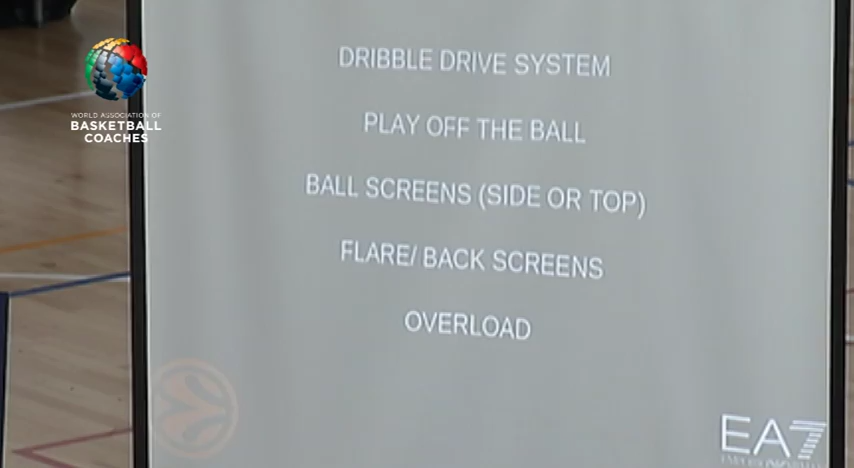 WORLD ASSOCIATION OF
BASKETBALL
COACHES
DRIBBLE DRIVE SYSTEM
PLAY OFF THE BALL
BALL SCREENS (SIDE OR TOP)
FLARE/ BACK SCREENS
OVERLOAD
EA7